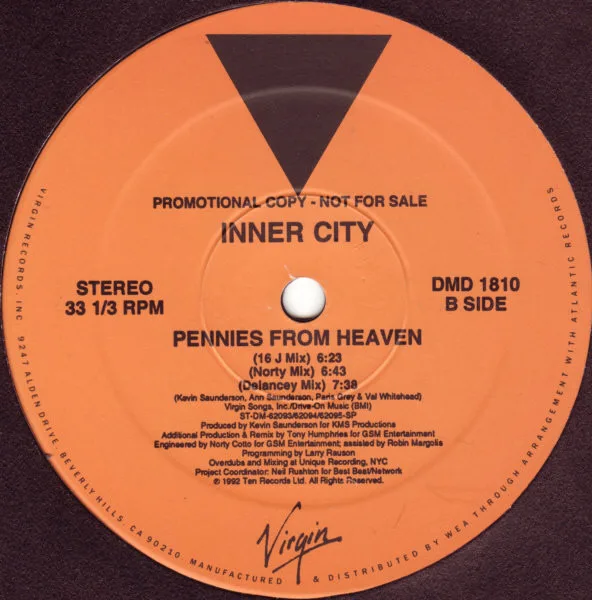 PROMOTIONAL COPY - NOT FOR SALE
INNER CITY
STEREO
33 1/3 RPM
DMD 1810
B SIDE
PENNIES FROM HEAVEN
(16 J Mix) 6:23
(Norty Mix) 6:43
(Delancey Mix) 7:38
(Kevin Saunderson, Ann Saunderson, Paris Grey & Val Whitehead)
Virgin Songs, Inc./Drive-On Music (BMI)
ST-DM-62093/62094/62095-SP
Produced by Kevin Saunderson for KMS Productions
Additional Production & Remix by Tony Humphries for GSM Entertainment
Engineered by Norty Cotto for GSM Entertainment; assisted by Robin Margolis
Programming by Larry Rauson
Overdubs and Mixing at Unique Recording, NYC
Project Coordinator: Neil Rushton for Best Beat/Network
© 1992 Ten Records Ltd. All Rights Reserved.
Virgin
VIRGIN RECORDS, INC. 9247 ALDEN DRIVE, BEVERLY HILLS, CA 90210 MANUFACTURED & DISTRIBUTED BY WEA THROUGH ARRANGEMENT WITH ATLANTIC RECORDS